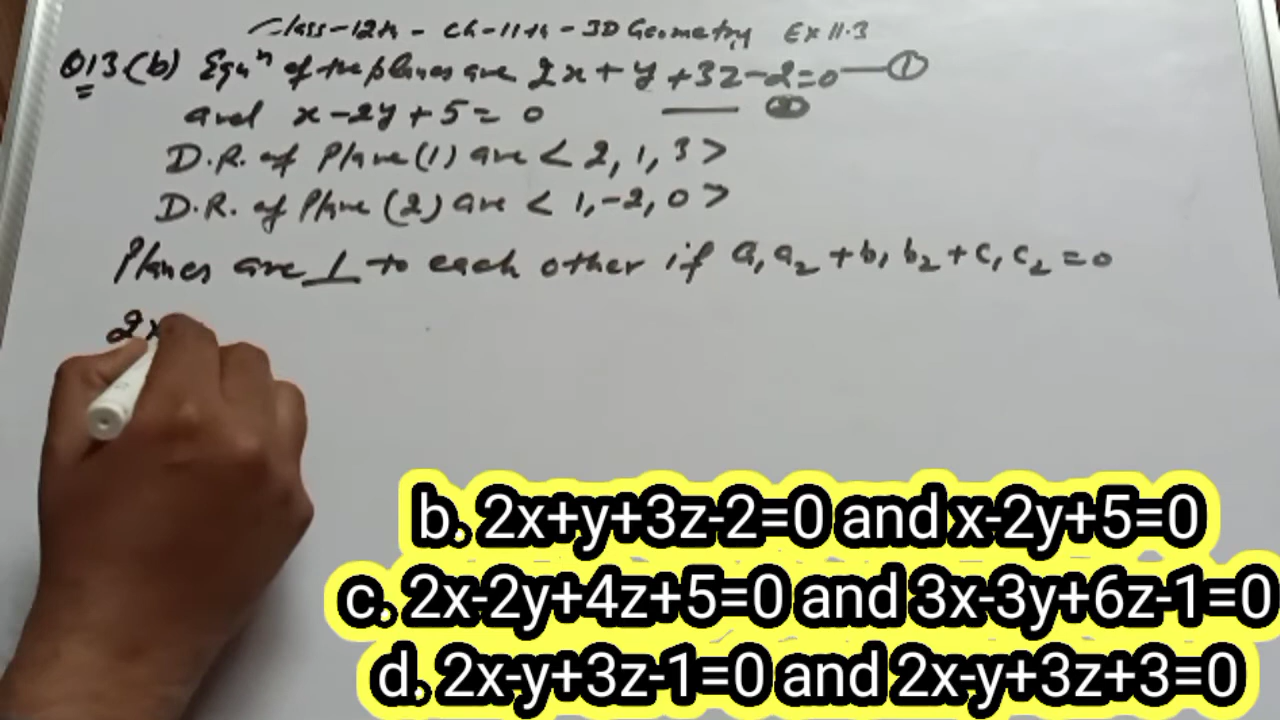 Class-12th - Ch-11th - 3D Geometry Ex 11.3
Q13(b) Equⁿ of the planes are 2x + y + 3z - 2 = 0 — ①
and x - 2y + 5 = 0 — ②
D.R. of Plane (1) are < 2, 1, 3 >
D.R. of Plane (2) are < 1, -2, 0 >
Planes are ⊥ to each other if a₁a₂ + b₁b₂ + c₁c₂ = 0
2x
b. 2x+y+3z-2=0 and x-2y+5=0
c. 2x-2y+4z+5=0 and 3x-3y+6z-1=0
d. 2x-y+3z-1=0 and 2x-y+3z+3=0